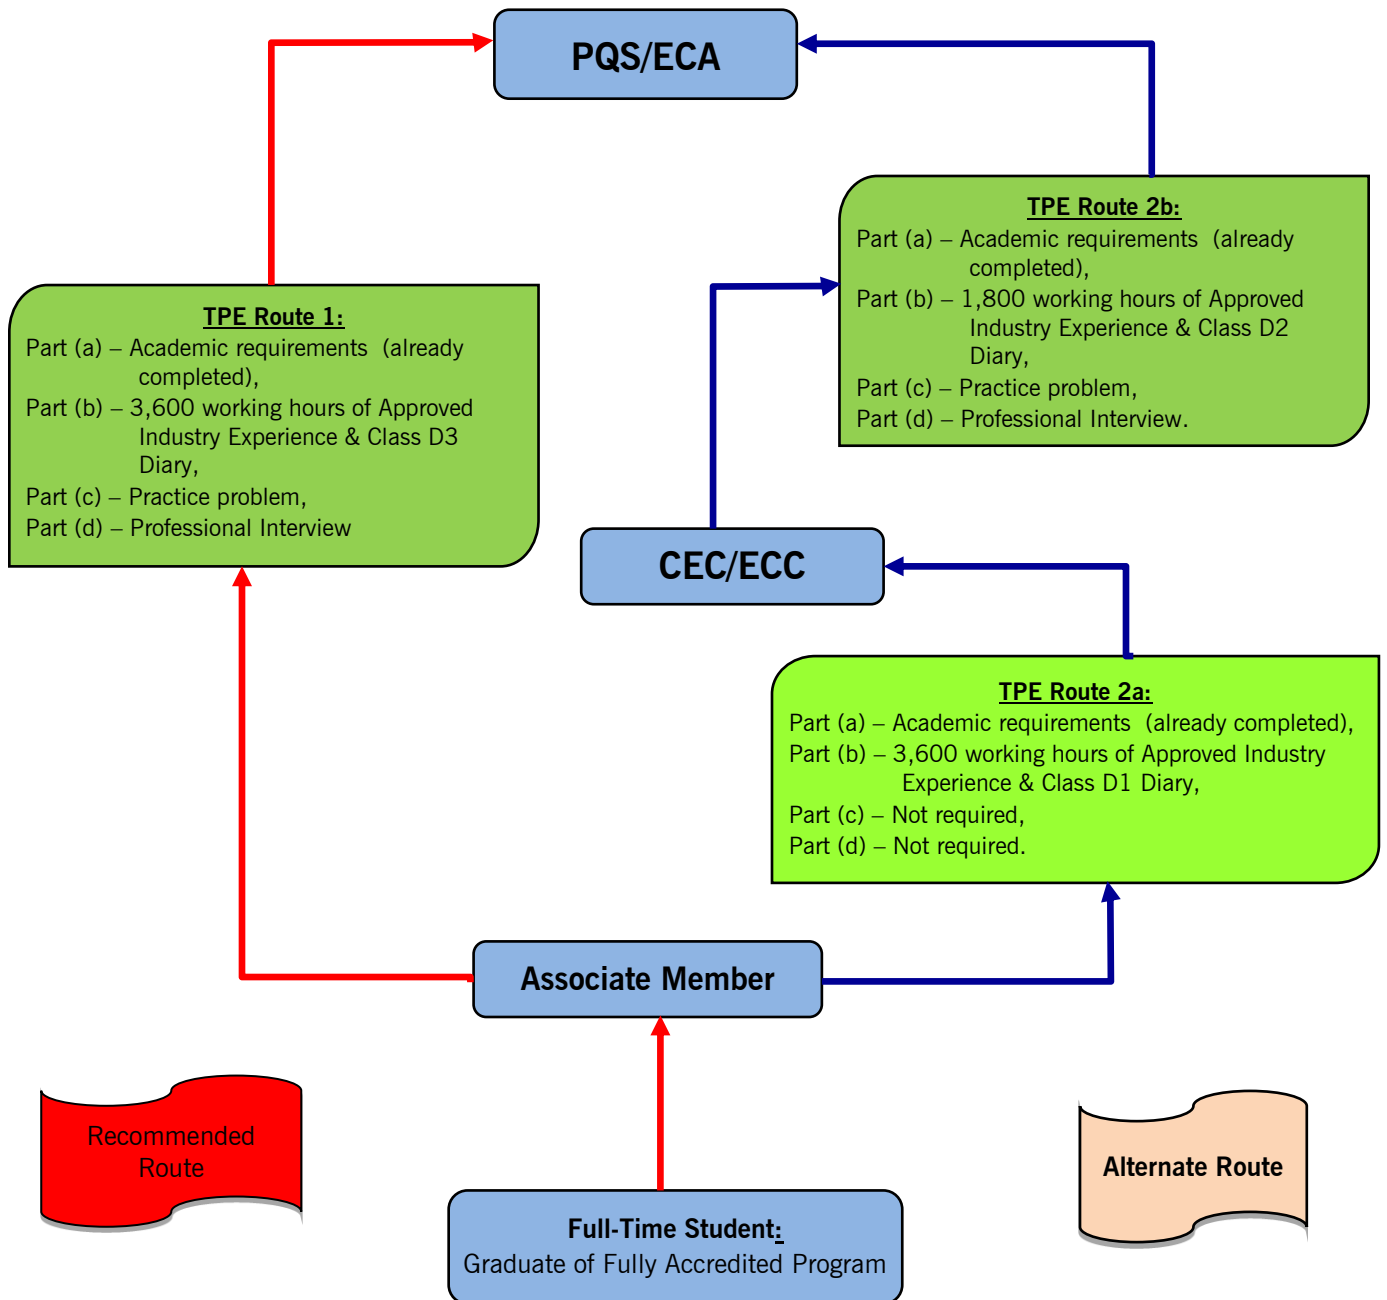 PQS/ECA
TPE Route 2b:
Part (a) – Academic requirements (already
completed),
Part (b) – 1,800 working hours of Approved
Industry Experience & Class D2
Diary,
Part (c) – Practice problem,
Part (d) – Professional Interview.
TPE Route 1:
Part (a) – Academic requirements (already
completed),
Part (b) – 3,600 working hours of Approved
Industry Experience & Class D3
Diary,
Part (c) – Practice problem,
Part (d) – Professional Interview
CEC/ECC
TPE Route 2a:
Part (a) – Academic requirements (already completed),
Part (b) – 3,600 working hours of Approved Industry
Experience & Class D1 Diary,
Part (c) – Not required,
Part (d) – Not required.
Associate Member
Recommended
Route
Alternate Route
Full-Time Student:
Graduate of Fully Accredited Program